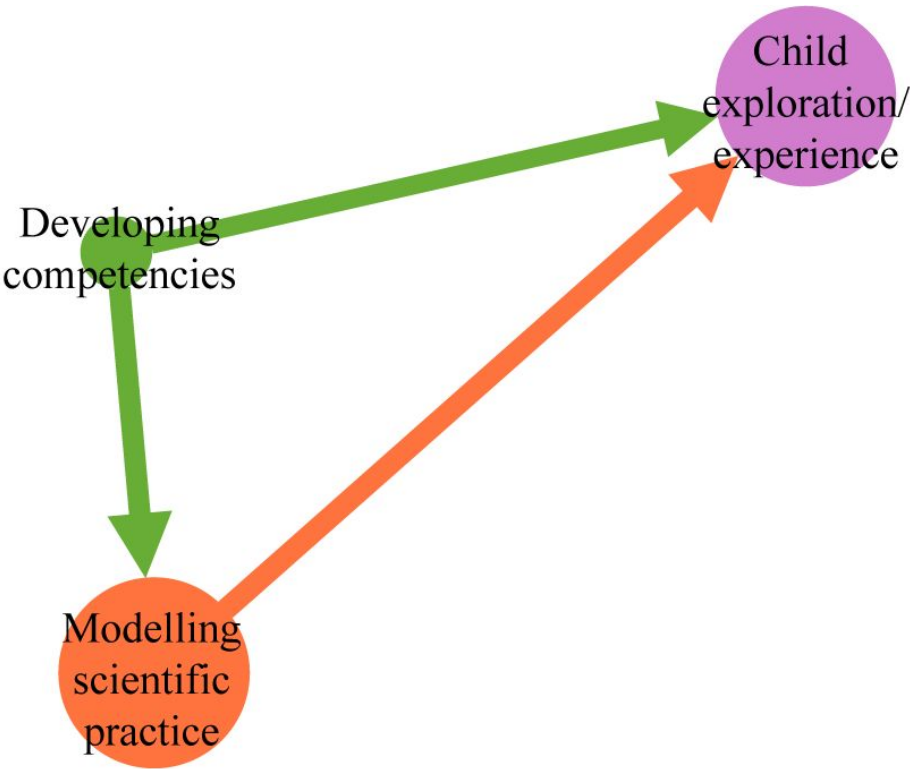 Child
exploration/
experience
Developing
competencies
Modelling
scientific
practice